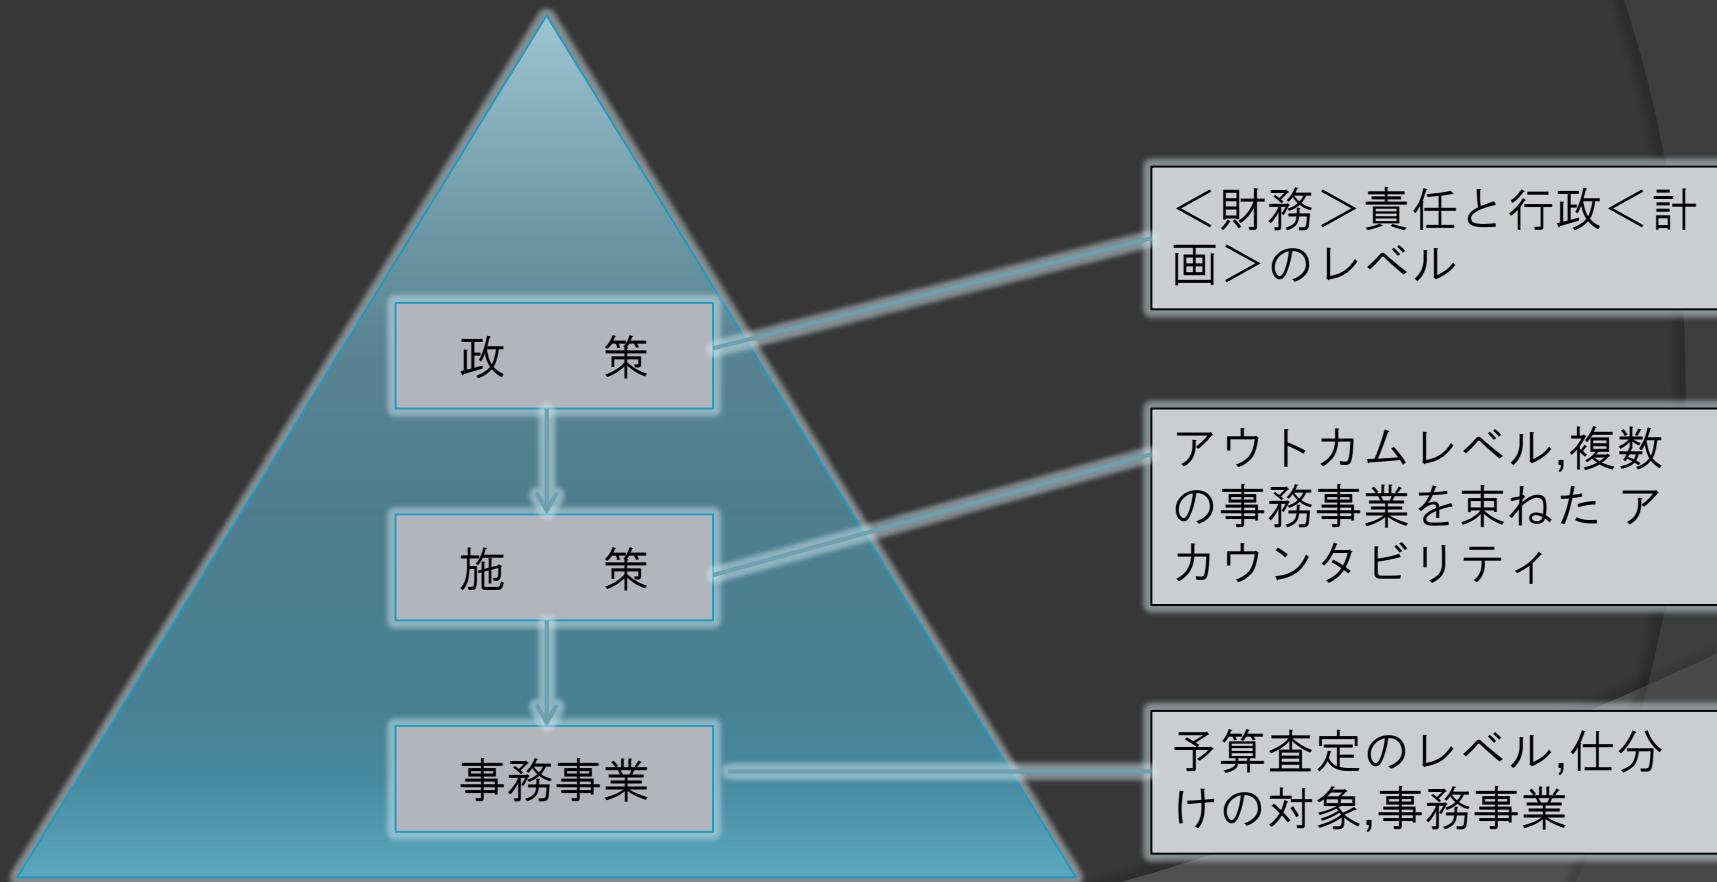 ＜財務＞責任と行政＜計
画＞のレベル
政　　策
アウトカムレベル,複数
の事務事業を束ねた ア
カウンタビリティ
施　　策
予算査定のレベル,仕分
けの対象,事務事業
事務事業